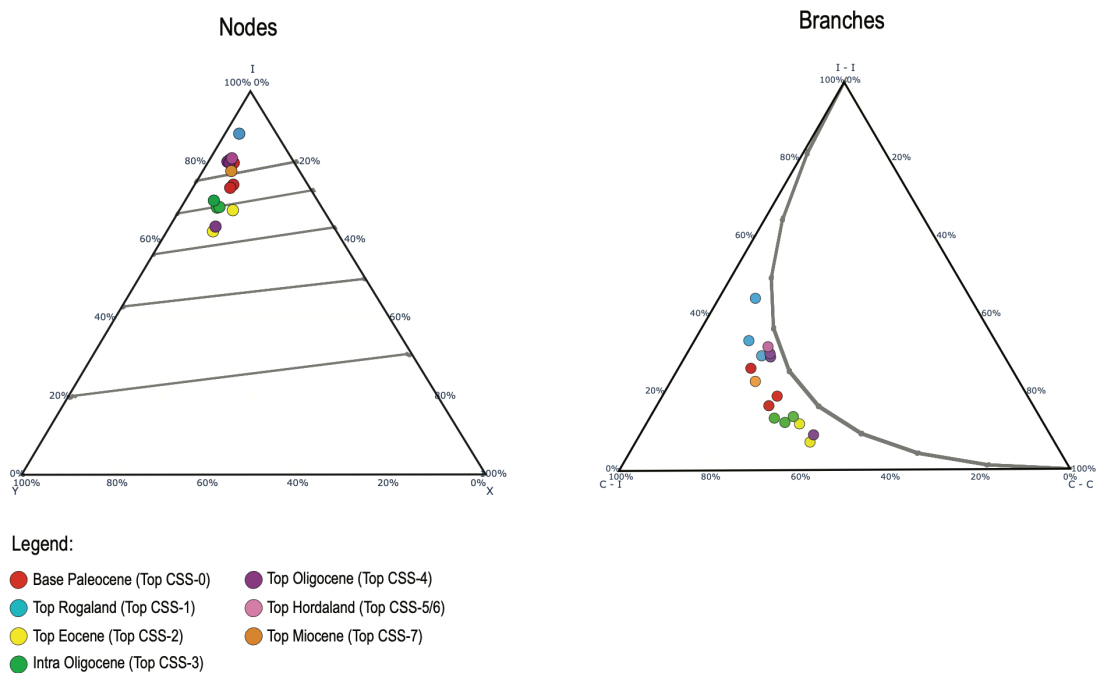 Nodes
Branches
I
100% 0%
80%
20%
60%
40%
40%
60%
20%
80%
0%
00%
100%
80%
60%
40%
20%
0%
Y
X
I - I
100% 0%
80%
20%
60%
40%
40%
60%
20%
80%
0%
100%
100%
80%
60%
40%
20%
0%
C - I
C - C
Legend:
Base Paleocene (Top CSS-0)
Top Rogaland (Top CSS-1)
Top Eocene (Top CSS-2)
Intra Oligocene (Top CSS-3)
Top Oligocene (Top CSS-4)
Top Hordaland (Top CSS-5/6)
Top Miocene (Top CSS-7)